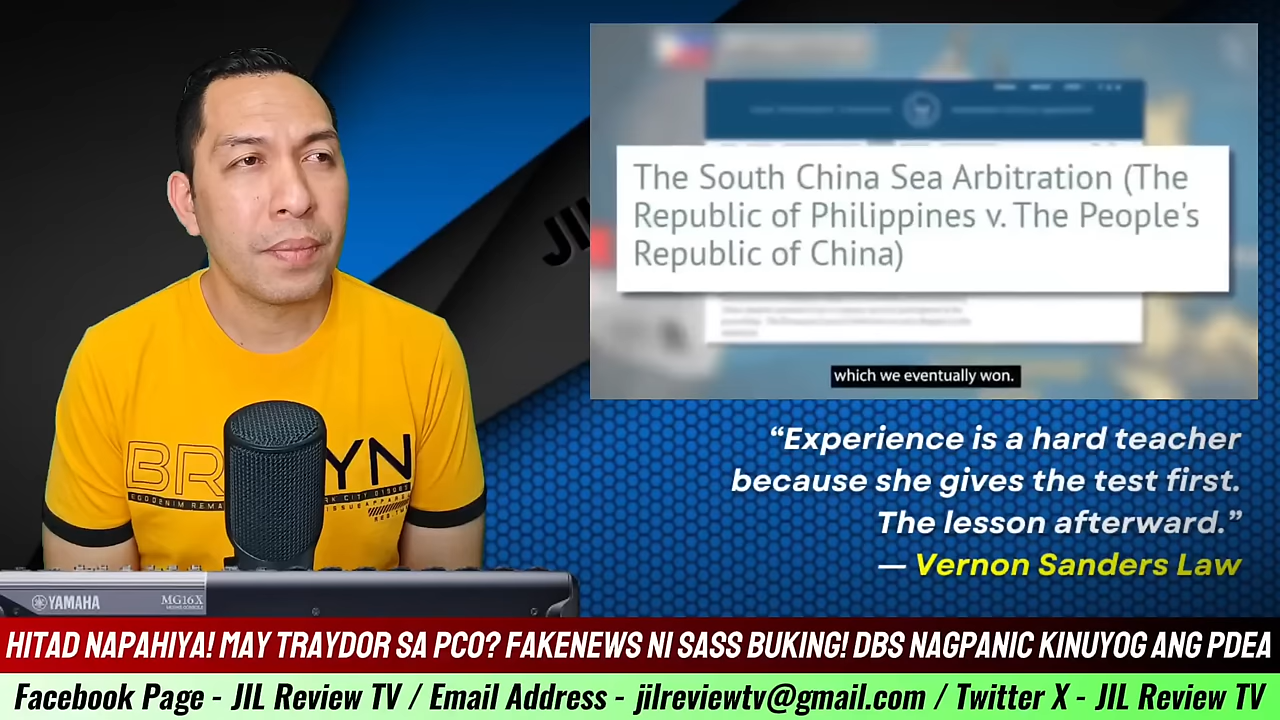 The South China Sea Arbitration (The
Republic of Philippines v. The People's
Republic of China)
which we eventually won.
JIL
“Experience is a hard teacher
because she gives the test first.
The lesson afterward.”
— Vernon Sanders Law
BR YN
YAMAHA
MG16X
HITAD NAPAHIYA! MAY TRAYDOR SA PCO? FAKENEWS NI SASS BUKING! DBS NAGPANIC KINUYOG ANG PDEA
Facebook Page - JIL Review TV / Email Address - jilreviewtv@gmail.com / Twitter X - JIL Review TV